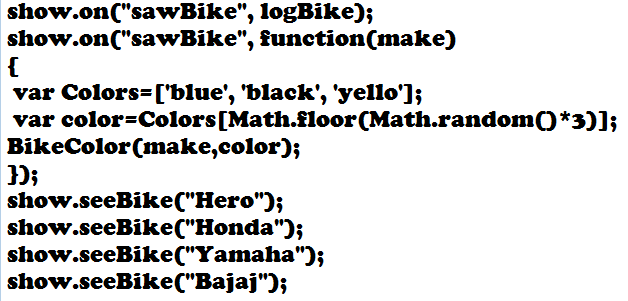 show.on("sawBike", logBike);
show.on("sawBike", function(make)
{
var Colors=['blue', 'black', 'yello'];
var color=Colors[Math.floor(Math.random()*3)];
BikeColor(make,color);
});
show.seeBike("Hero");
show.seeBike("Honda");
show.seeBike("Yamaha");
show.seeBike("Bajaj");